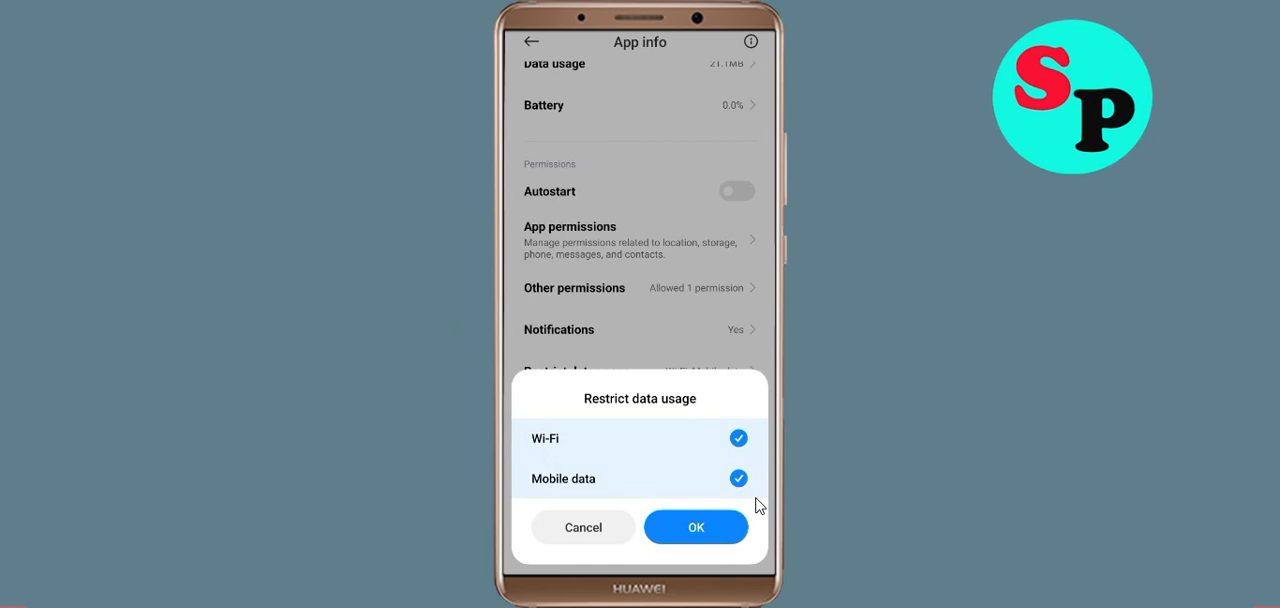 App info
Data usage 21.1MB
Battery 0.0%
Permissions
Autostart
App permissions
Manage permissions related to location, storage,
phone, messages, and contacts.
Other permissions Allowed 1 permission
Notifications Yes
Restrict data usage
Wi-Fi
Mobile data
Cancel OK
HUAWEI
SP